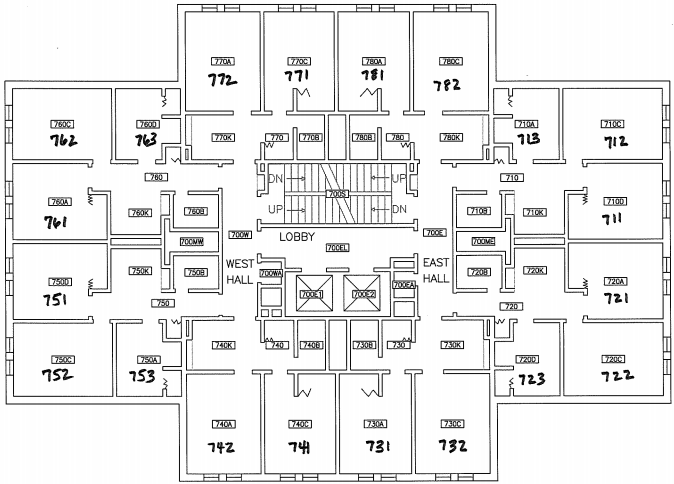 770A 770C 780A 780C
772 771 781 782
760C 760D 770K 770 770B 780B 780 780K 710A 710C
762 763 713 712
760 710
DN UP
700S
760A 760K 760B 710B 710K 710D
761 UP DN 711
700W LOBBY 700E
700MW 700EL 700ME
WEST HALL EAST HALL
750D 750K 750B 700WA 720B 720K 720A
751 700E1 700E2 700EA 721
750 720
740K 740 740B 730B 730 730K
750C 750A 720D 720C
752 753 723 722
740A 740C 730A 730C
742 741 731 732